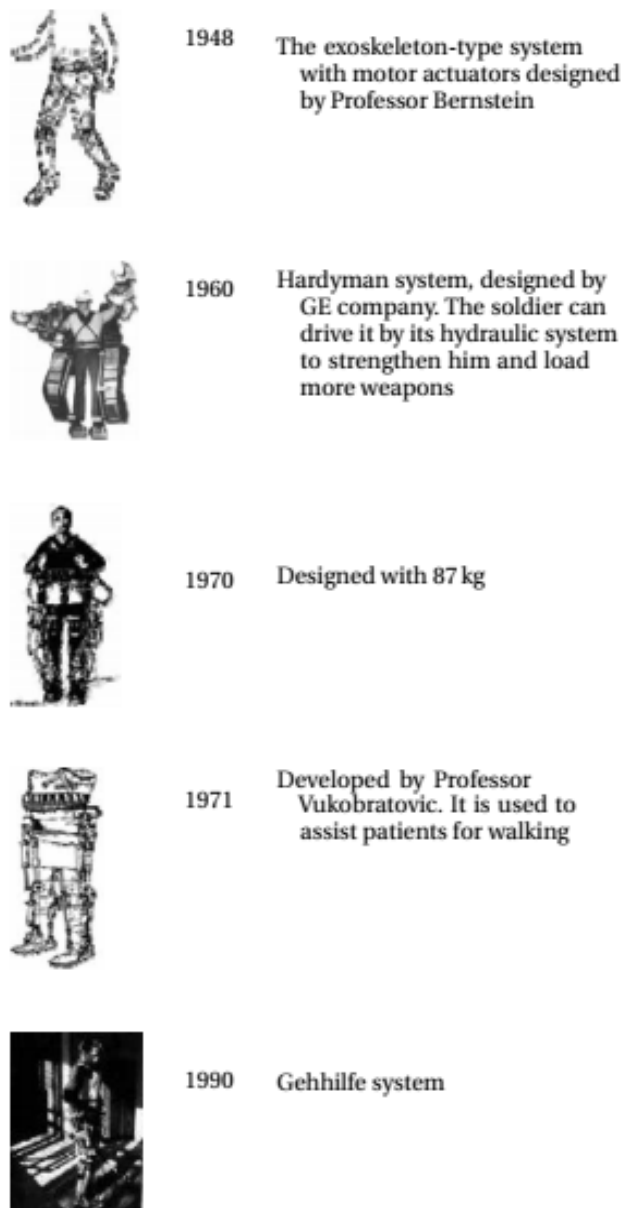 1948
The exoskeleton-type system
with motor actuators designed
by Professor Bernstein
1960
Hardyman system, designed by
GE company. The soldier can
drive it by its hydraulic system
to strengthen him and load
more weapons
1970
Designed with 87 kg
1971
Developed by Professor
Vukobratovic. It is used to
assist patients for walking
1990
Gehhilfe system